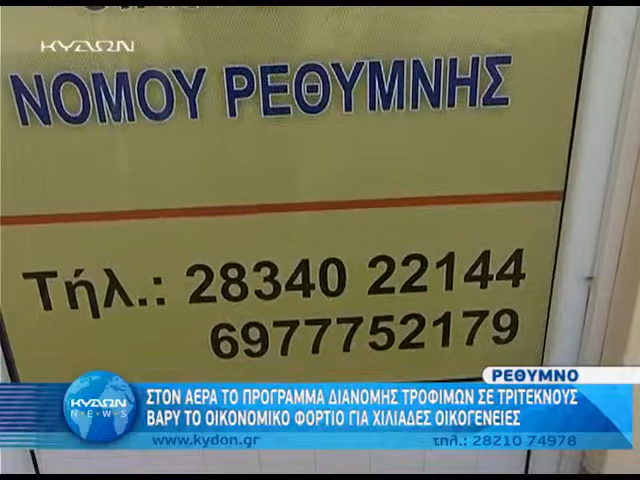 ΚΥΔΩΝ
ΝΟΜΟΥ ΡΕΘΥΜΝΗΣ
Τήλ.: 28340 22144
6977752179
ΡΕΘΥΜΝΟ
ΚΥΔΩΝ
NEWS
ΣΤΟΝ ΑΕΡΑ ΤΟ ΠΡΟΓΡΑΜΜΑ ΔΙΑΝΟΜΗΣ ΤΡΟΦΙΜΩΝ ΣΕ ΤΡΙΤΕΚΝΟΥΣ
ΒΑΡΥ ΤΟ ΟΙΚΟΝΟΜΙΚΟ ΦΟΡΤΙΟ ΓΙΑ ΧΙΛΙΑΔΕΣ ΟΙΚΟΓΕΝΕΙΕΣ
www.kydon.gr
τηλ.: 28210 74978